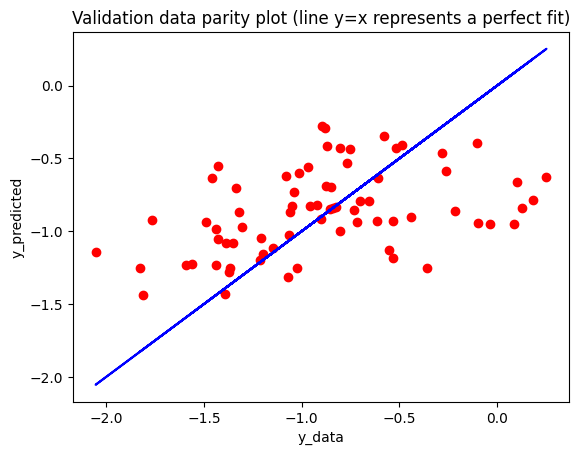 Validation data parity plot (line y=x represents a perfect fit)
0.0
−0.5
−1.0
−1.5
−2.0
y_predicted
−2.0 −1.5 −1.0 −0.5 0.0
y_data